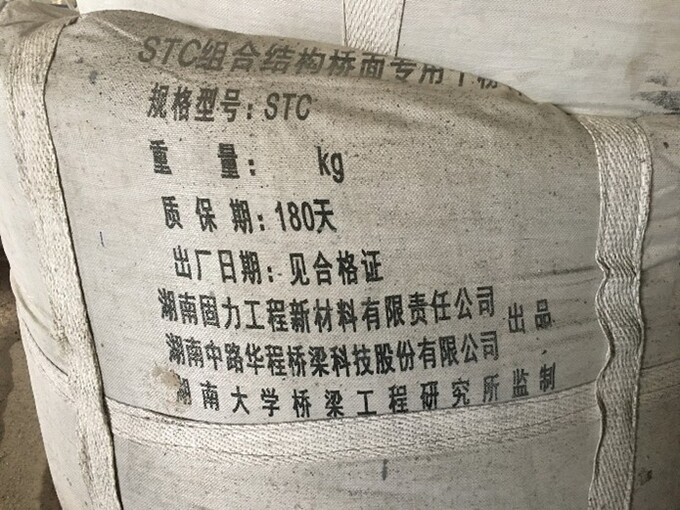 STC组合结构桥面专用干粉
规格型号：STC
重 量： kg
质 保 期：180天
出厂日期：见合格证
湖南固力工程新材料有限责任公司 出品
湖南中路华程桥梁科技股份有限公司
湖南大学桥梁工程研究所监制